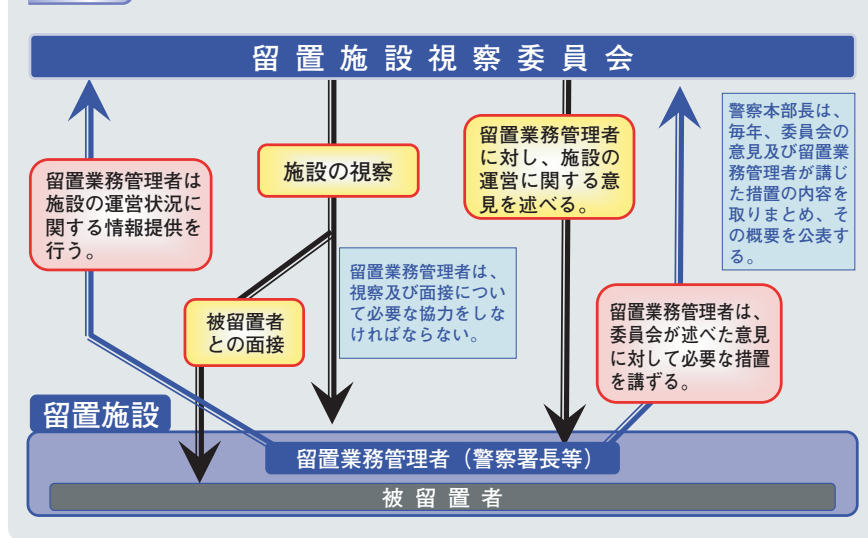 留置施設視察委員会
留置業務管理者は
施設の運営状況に
関する情報提供を
行う。
施設の視察
被留置者
との面接
留置業務管理者は、
視察及び面接につい
て必要な協力をしな
ければならない。
留置業務管理者
に対し、施設の
運営に関する意
見を述べる。
警察本部長は、
毎年、委員会の
意見及び留置業
務管理者が講じ
た措置の内容を
取りまとめ、そ
の概要を公表す
る。
留置業務管理者は、
委員会が述べた意見
に対して必要な措置
を講ずる。
留置施設
留置業務管理者（警察署長等）
被留置者